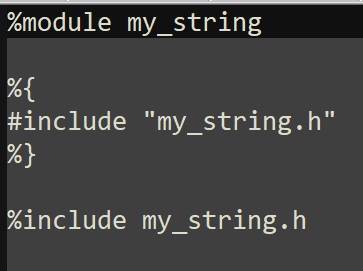 %module my_string
%{
#include "my_string.h"
%}
%include my_string.h